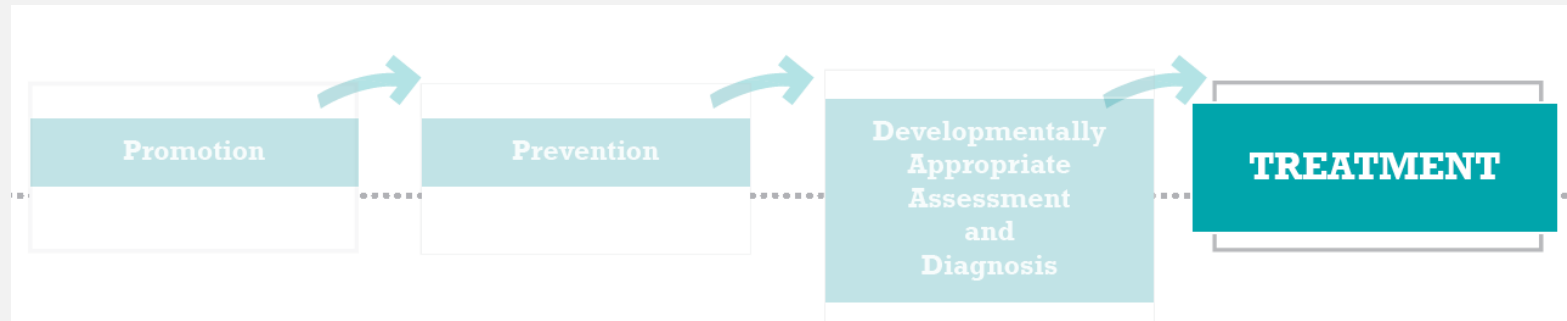 Promotion
Prevention
Developmentally
Appropriate
Assessment
and
Diagnosis
TREATMENT